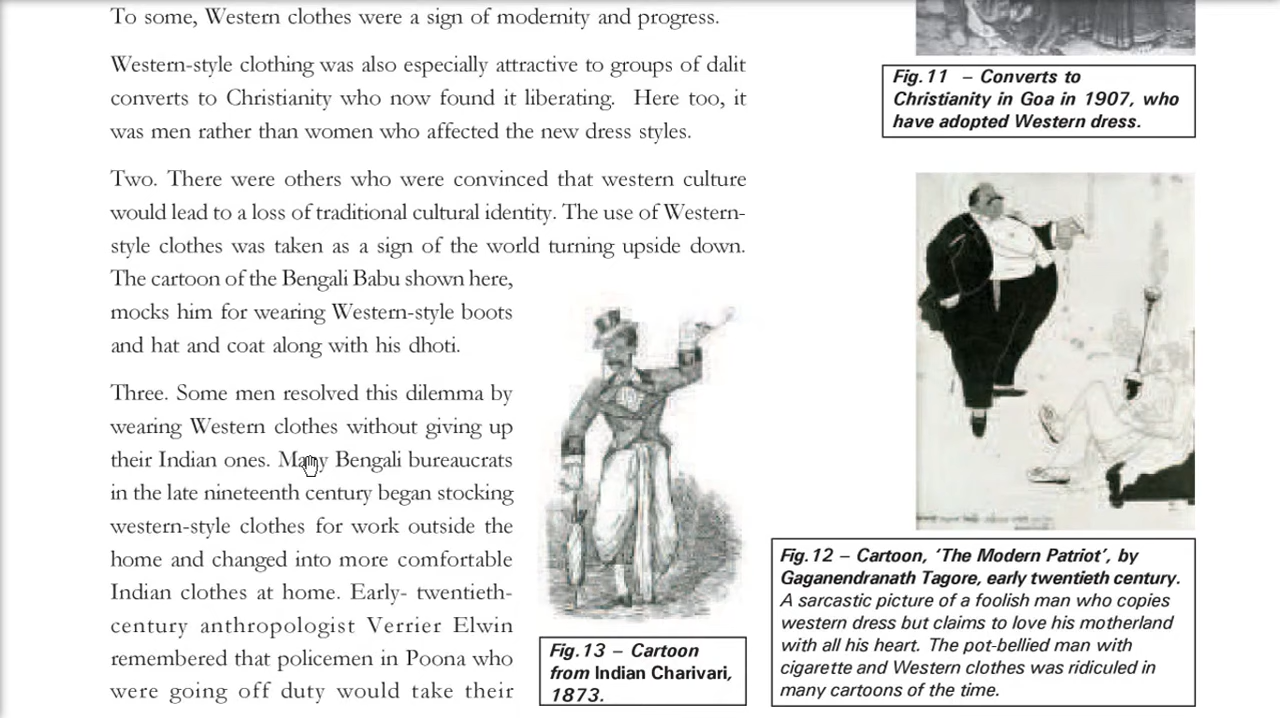 To some, Western clothes were a sign of modernity and progress.
Western-style clothing was also especially attractive to groups of dalit
converts to Christianity who now found it liberating. Here too, it
was men rather than women who affected the new dress styles.
Two. There were others who were convinced that western culture
would lead to a loss of traditional cultural identity. The use of Western-
style clothes was taken as a sign of the world turning upside down.
The cartoon of the Bengali Babu shown here,
mocks him for wearing Western-style boots
and hat and coat along with his dhoti.
Three. Some men resolved this dilemma by
wearing Western clothes without giving up
their Indian ones. Many Bengali bureaucrats
in the late nineteenth century began stocking
western-style clothes for work outside the
home and changed into more comfortable
Indian clothes at home. Early- twentieth-
century anthropologist Verrier Elwin
remembered that policemen in Poona who
were going off duty would take their
Fig.13 – Cartoon
from Indian Charivari,
1873.
Fig.11 – Converts to
Christianity in Goa in 1907, who
have adopted Western dress.
Fig.12 – Cartoon, ‘The Modern Patriot’, by
Gaganendranath Tagore, early twentieth century.
A sarcastic picture of a foolish man who copies
western dress but claims to love his motherland
with all his heart. The pot-bellied man with
cigarette and Western clothes was ridiculed in
many cartoons of the time.